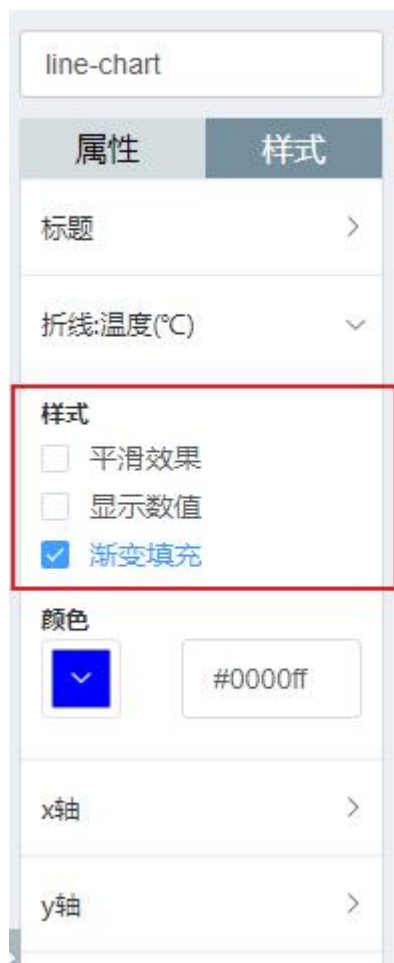 line-chart
属性 样式
标题
折线:温度(℃)
样式
平滑效果
显示数值
渐变填充
颜色
#0000ff
x轴
y轴